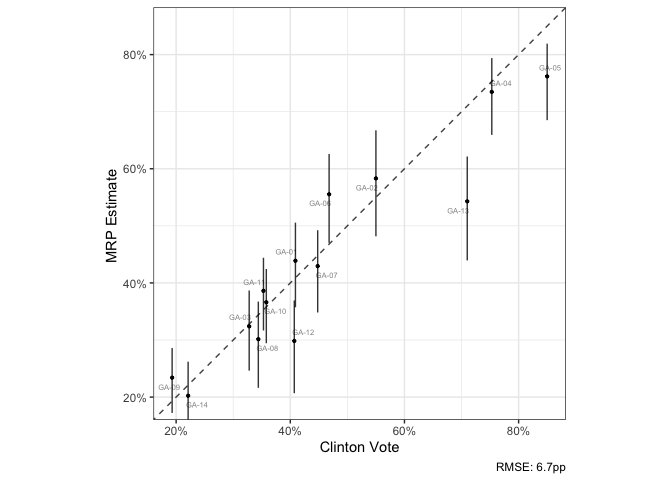 80%
60%
40%
20%
MRP Estimate
GA-05
GA-04
GA-02
GA-06
GA-13
GA-01
GA-07
GA-11
GA-10
GA-03
GA-12
GA-08
GA-09
GA-14
20% 40% 60% 80%
Clinton Vote
RMSE: 6.7pp